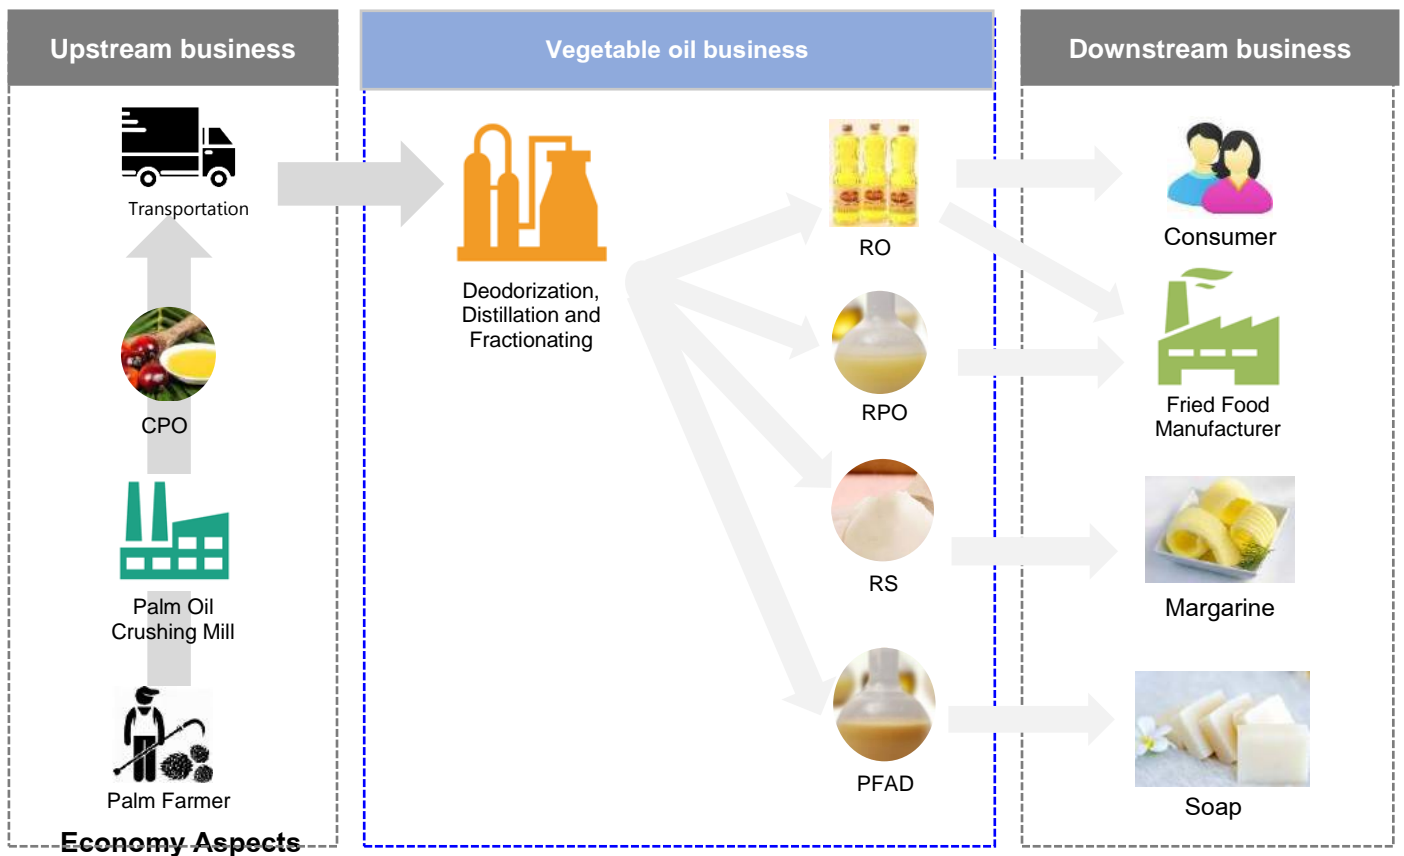 Upstream business
Vegetable oil business
Downstream business
Transportation
CPO
Palm Oil
Crushing Mill
Palm Farmer
Economy Aspects
Deodorization,
Distillation and
Fractionating
RO
RPO
RS
PFAD
Consumer
Fried Food
Manufacturer
Margarine
Soap